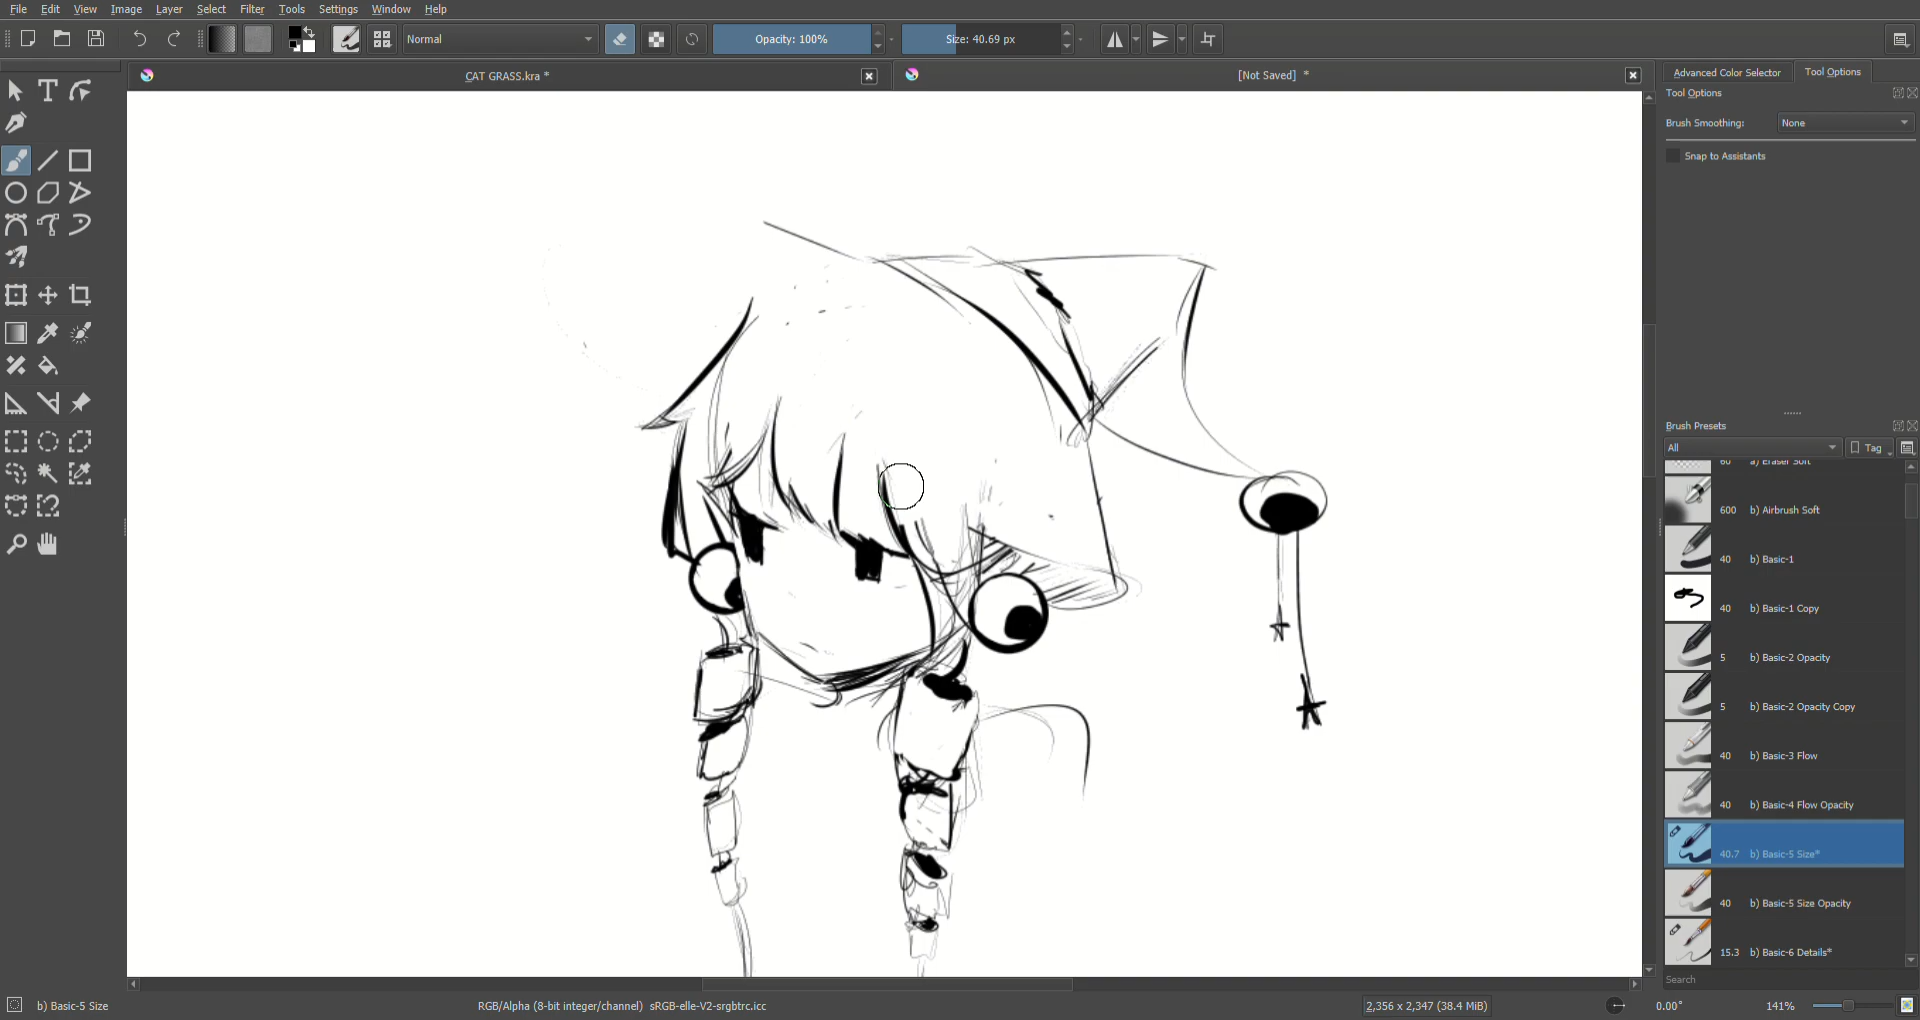 File Edit View Image Layer Select Filter Tools Settings Window Help
Normal Opacity: 100% Size: 40.69 px
CAT GRASS.kra *
[Not Saved] *
Advanced Color Selector Tool Options
Tool Options
Brush Smoothing: None
Snap to Assistants
Brush Presets
All Tag
60 a) Eraser Soft
600 b) Airbrush Soft
40 b) Basic-1
40 b) Basic-1 Copy
5 b) Basic-2 Opacity
5 b) Basic-2 Opacity Copy
40 b) Basic-3 Flow
40 b) Basic-4 Flow Opacity
40.7 b) Basic-5 Size*
40 b) Basic-5 Size Opacity
15.3 b) Basic-6 Details*
Search
b) Basic-5 Size RGB/Alpha (8-bit integer/channel) sRGB-elle-V2-srgbtrc.icc 2,356 x 2,347 (38.4 MiB) 0.00° 141%